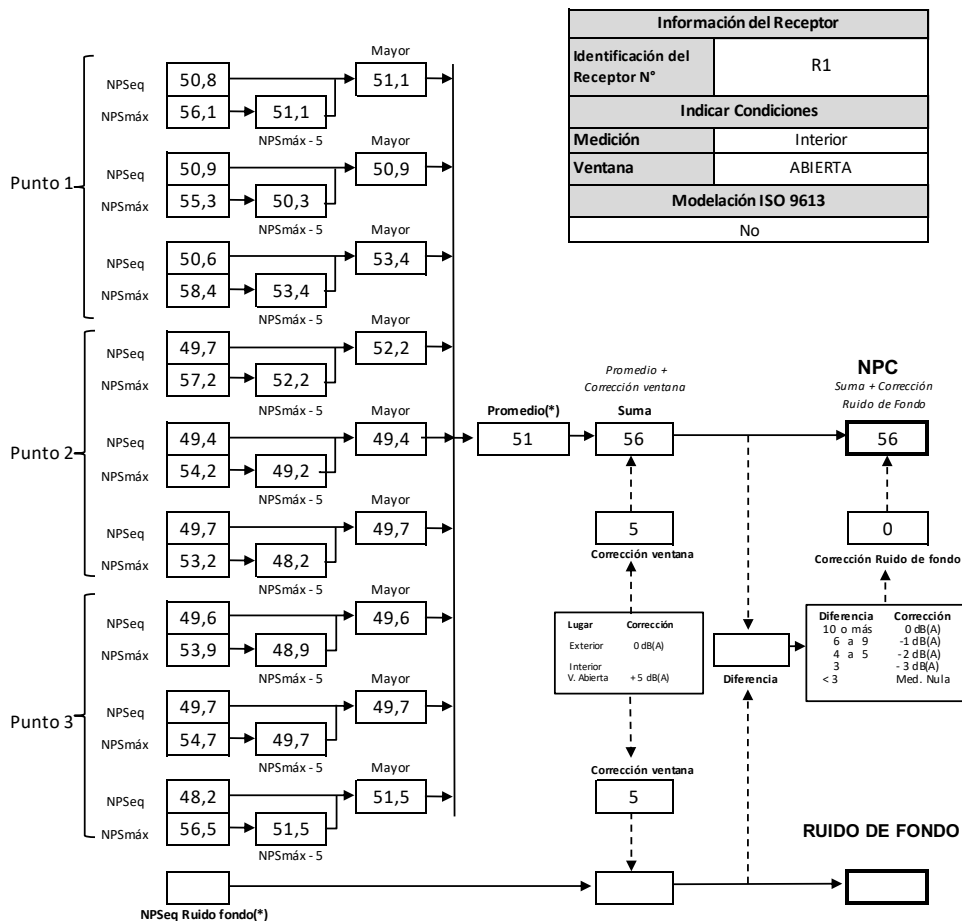 Información del Receptor
Identificación del Receptor N°
R1
Indicar Condiciones
Medición Interior
Ventana ABIERTA
Modelación ISO 9613
No
Punto 1
Mayor
NPSeq 50,8 51,1
NPSmáx 56,1 51,1
NPSmáx - 5
Mayor
NPSeq 50,9 50,9
NPSmáx 55,3 50,3
NPSmáx - 5
Mayor
NPSeq 50,6 53,4
NPSmáx 58,4 53,4
NPSmáx - 5
Punto 2
Mayor
NPSeq 49,7 52,2
NPSmáx 57,2 52,2
NPSmáx - 5
Mayor
NPSeq 49,4 49,4
NPSmáx 54,2 49,2
NPSmáx - 5
Mayor
NPSeq 49,7 49,7
NPSmáx 53,2 48,2
NPSmáx - 5
Punto 3
Mayor
NPSeq 49,6 49,6
NPSmáx 53,9 48,9
NPSmáx - 5
Mayor
NPSeq 49,7 49,7
NPSmáx 54,7 49,7
NPSmáx - 5
Mayor
NPSeq 48,2 51,5
NPSmáx 56,5 51,5
NPSmáx - 5
NPSeq Ruido fondo(*)
Promedio(*)
51
Promedio +
Corrección ventana
Suma
56
5
Corrección ventana
Lugar Corrección
Exterior 0 dB(A)
Interior
V. Abierta + 5 dB(A)
Corrección ventana
5
Diferencia
NPC
Suma + Corrección
Ruido de Fondo
56
0
Corrección Ruido de fondo
Diferencia Corrección
10 o más 0 dB(A)
6 a 9 -1 dB(A)
4 a 5 -2 dB(A)
3 - 3 dB(A)
< 3 Med. Nula
RUIDO DE FONDO